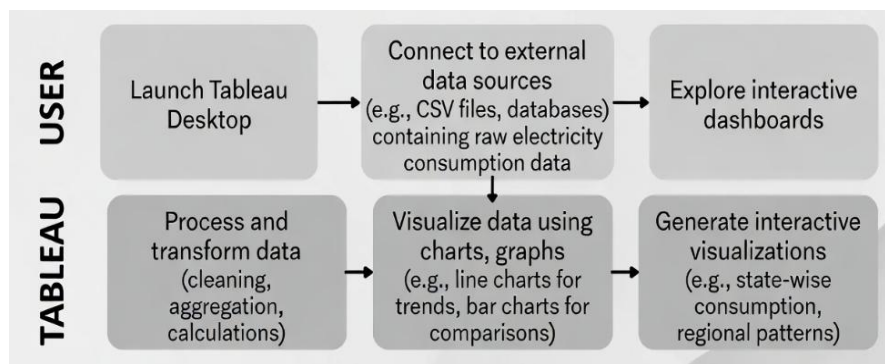 USER
Launch Tableau
Desktop
Connect to external
data sources
(e.g., CSV files, databases)
containing raw electricity
consumption data
Explore interactive
dashboards
TABLEAU
Process and
transform data
(cleaning,
aggregation,
calculations)
Visualize data using
charts, graphs
(e.g., line charts for
trends, bar charts for
comparisons)
Generate interactive
visualizations
(e.g., state-wise
consumption,
regional patterns)